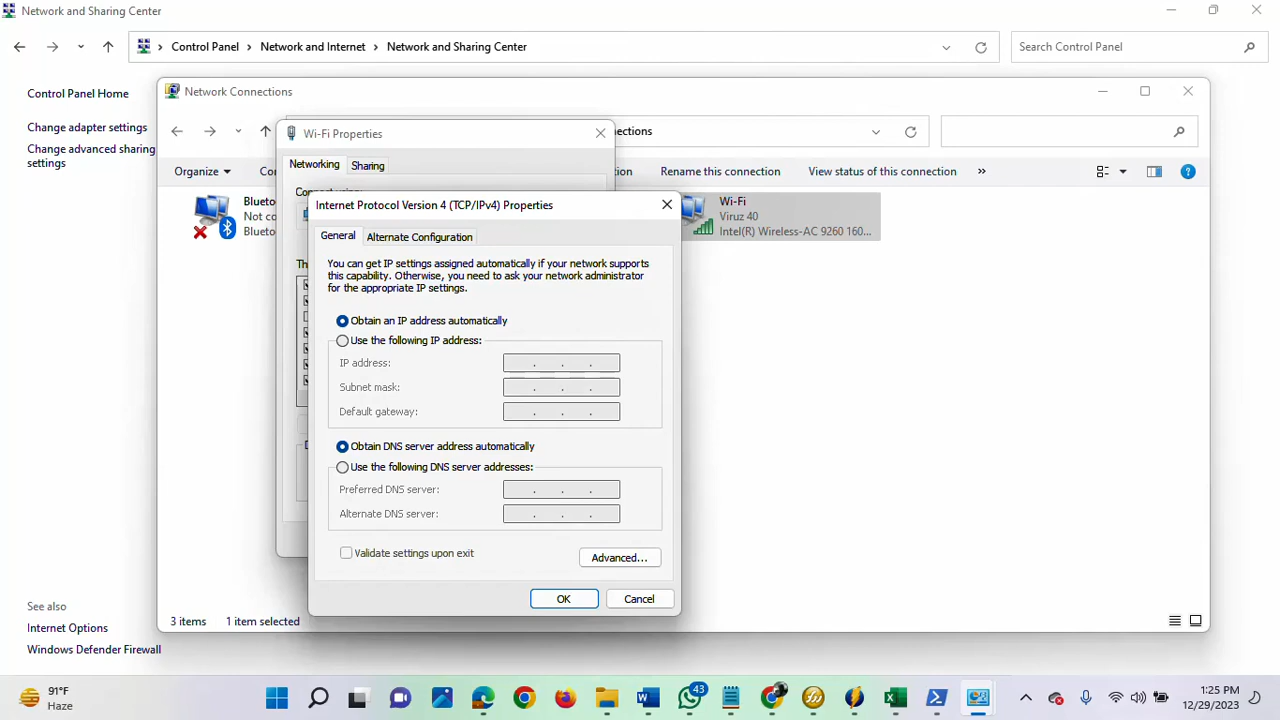 Network and Sharing Center
Control Panel
Network and Internet
Network and Sharing Center
Search Control Panel
Control Panel Home
Change adapter settings
Change advanced sharing
settings
See also
Internet Options
Windows Defender Firewall
Network Connections
Organize
Rename this connection
View status of this connection
»
Wi-Fi
Viruz 40
Intel(R) Wireless-AC 9260 160...
3 items
1 item selected
Wi-Fi Properties
Networking
Sharing
Internet Protocol Version 4 (TCP/IPv4) Properties
General
Alternate Configuration
You can get IP settings assigned automatically if your network supports
this capability. Otherwise, you need to ask your network administrator
for the appropriate IP settings.
Obtain an IP address automatically
Use the following IP address:
IP address:
Subnet mask:
Default gateway:
Obtain DNS server address automatically
Use the following DNS server addresses:
Preferred DNS server:
Alternate DNS server:
Validate settings upon exit
Advanced...
OK
Cancel
91°F
Haze
43
1:25 PM
12/29/2023